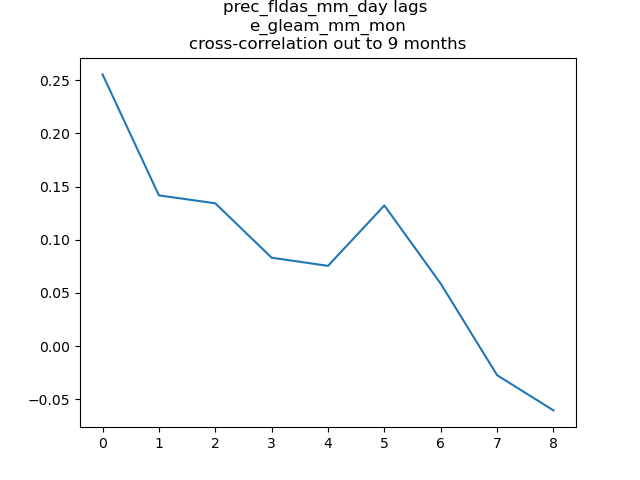 prec_fldas_mm_day lags
e_gleam_mm_mon
cross-correlation out to 9 months
0.25
0.20
0.15
0.10
0.05
0.00
−0.05
0 1 2 3 4 5 6 7 8